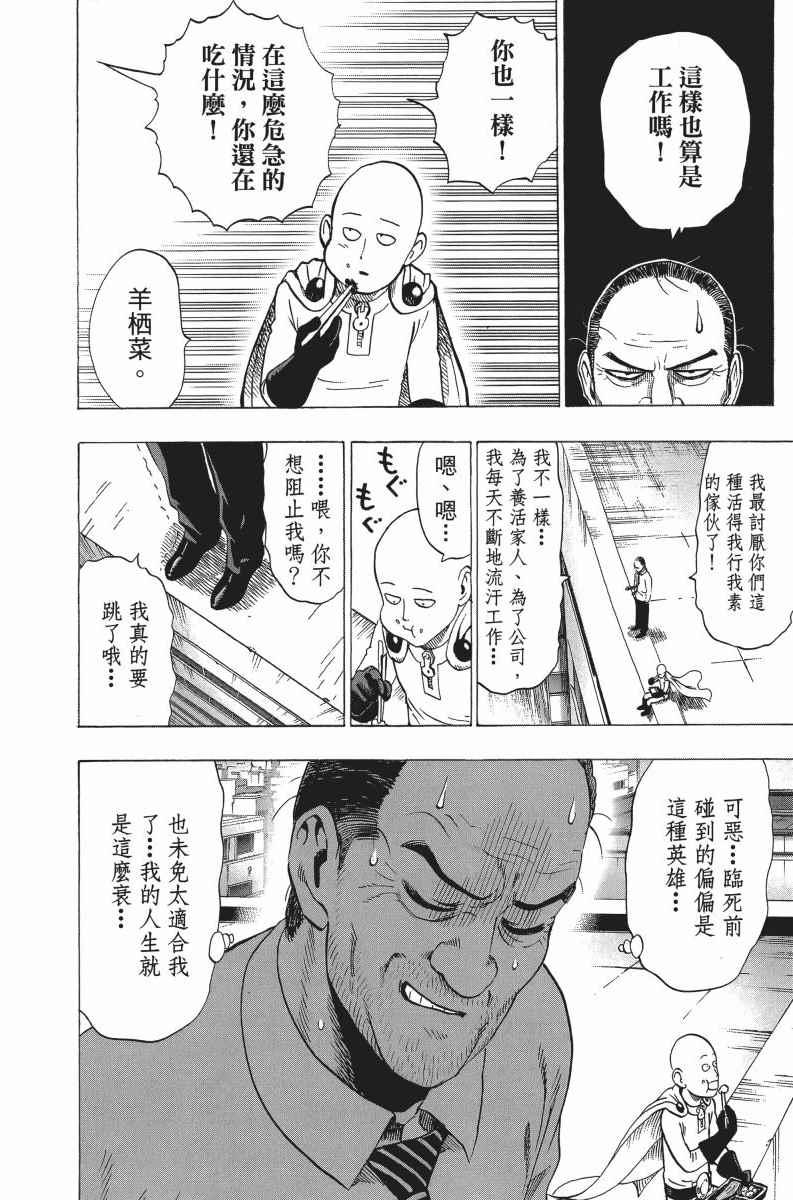 這樣也算是
工作嗎！
你也一樣！
在這麼危急的
情況，你還在
吃什麼！
羊栖菜。
我最討厭你們這
種活得我行我素
的傢伙了！
我不一樣…
為了養活家人、為了公司，
我每天不斷地流汗工作…
嗯、嗯…
もぐ
もぐ
……喂，你不
想阻止我嗎？
我真的要
跳了哦…
可惡…臨死前
碰到的偏偏是
這種英雄…
也未免太適合我
了…我的人生就
是這麼衰…